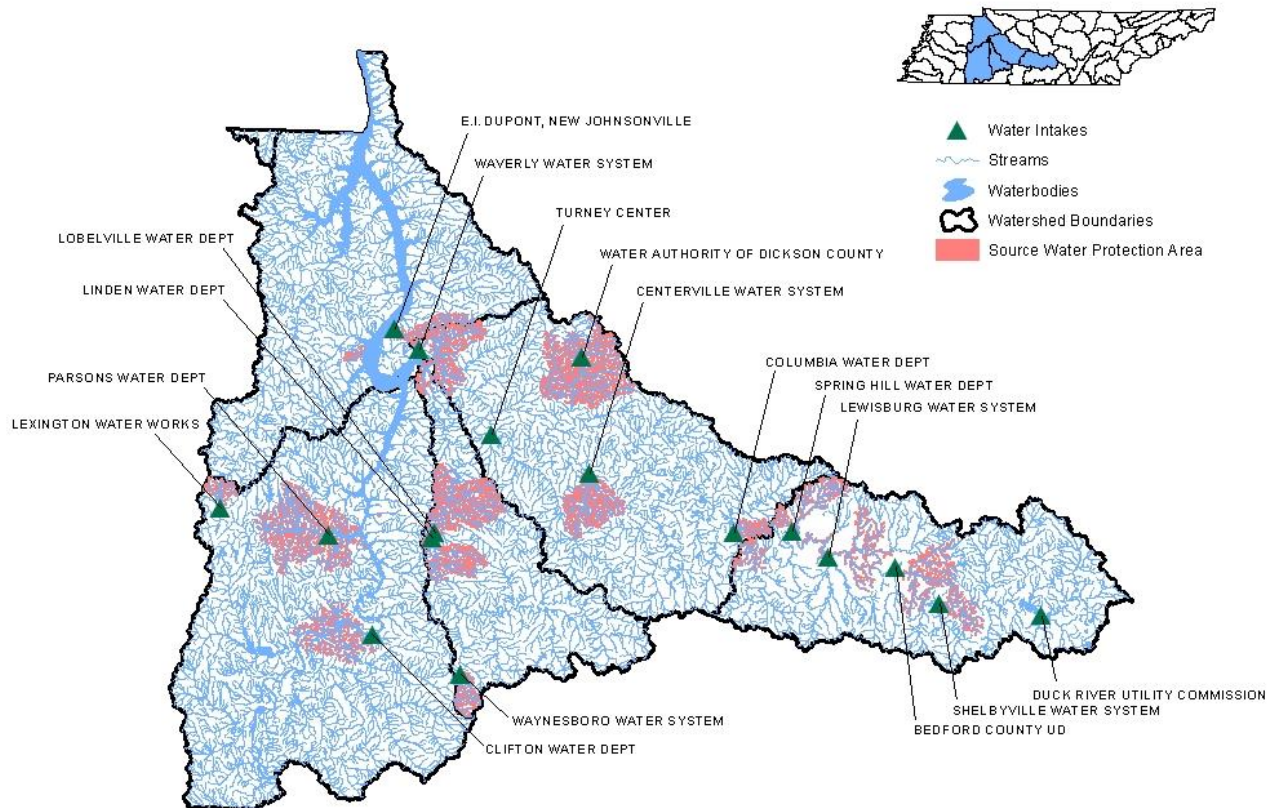 E.I. DUPONT, NEW JOHNSONVILLE
WAVERLY WATER SYSTEM
TURNEY CENTER
WATER AUTHORITY OF DICKSON COUNTY
CENTERVILLE WATER SYSTEM
Water Intakes
Streams
Waterbodies
Watershed Boundaries
Source Water Protection Area
LOBELVILLE WATER DEPT
LINDEN WATER DEPT
PARSONS WATER DEPT
LEXINGTON WATER WORKS
COLUMBIA WATER DEPT
SPRING HILL WATER DEPT
LEWISBURG WATER SYSTEM
DUCK RIVER UTILITY COMMISSION
SHELBYVILLE WATER SYSTEM
BEDFORD COUNTY UD
WAYNESBORO WATER SYSTEM
CLIFTON WATER DEPT